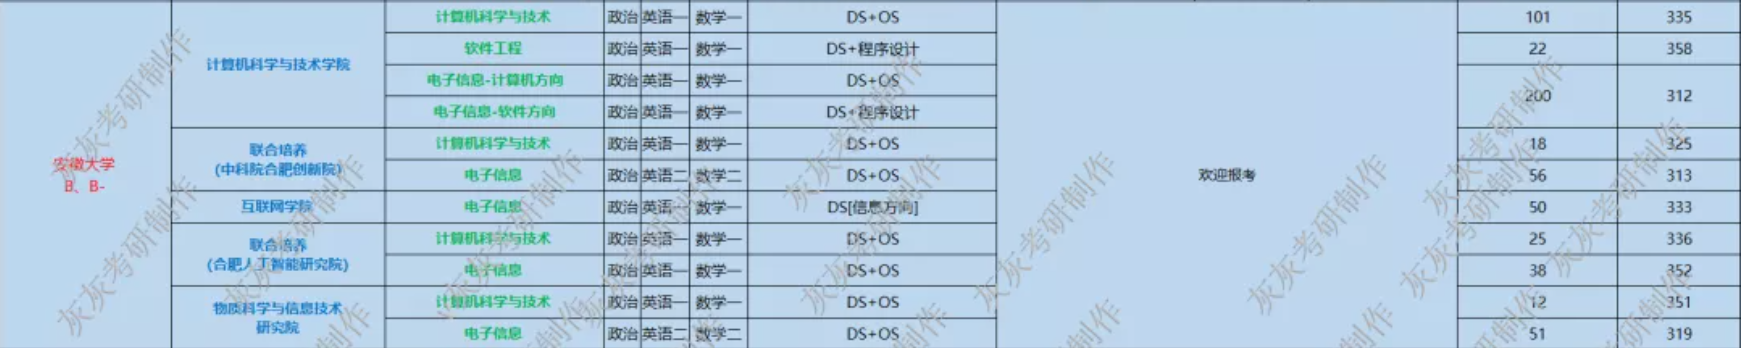 安徽大学
B、B-
计算机科学与技术学院
计算机科学与技术 政治 英语一 数学一 DS+OS 101 335
软件工程 政治 英语一 数学一 DS+程序设计 22 358
电子信息-计算机方向 政治 英语一 数学一 DS+OS 200 312
电子信息-软件方向 政治 英语一 数学一 DS+程序设计
联合培养
(中科院合肥创新院)
计算机科学与技术 政治 英语一 数学一 DS+OS 18 325
电子信息 政治 英语二 数学二 DS+OS 56 313
欢迎报考
互联网学院
电子信息 政治 英语一 数学一 DS[信息方向] 50 333
联合培养
(合肥人工智能研究院)
计算机科学与技术 政治 英语一 数学一 DS+OS 25 336
电子信息 政治 英语一 数学一 DS+OS 38 352
物质科学与信息技术
研究院
计算机科学与技术 政治 英语一 数学一 DS+OS 12 351
电子信息 政治 英语二 数学二 DS+OS 51 319
灰灰考研制作